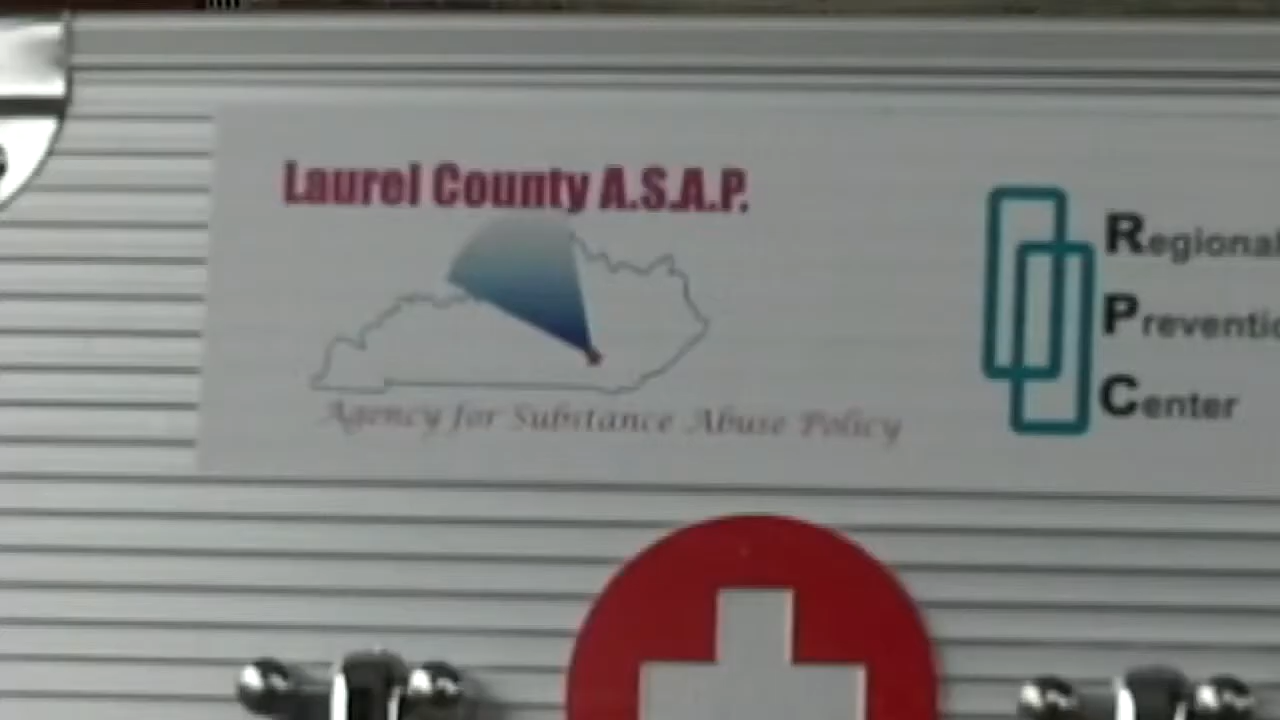 Laurel County A.S.A.P.
Agency for Substance Abuse Policy
Regional
Preventio
Center